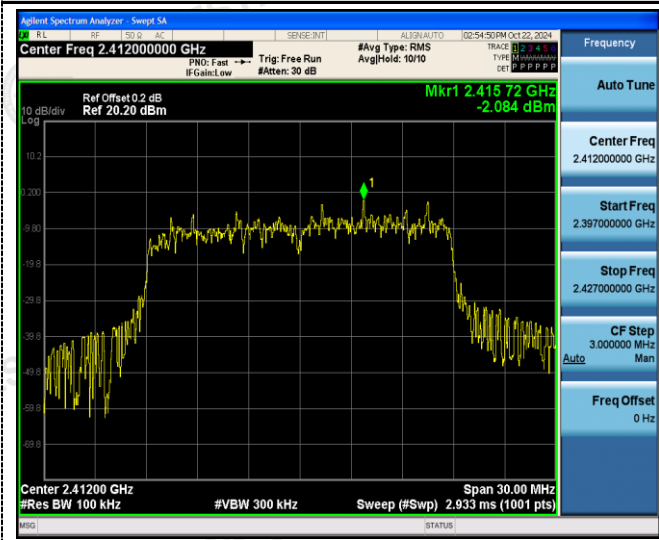 Agilent Spectrum Analyzer - Swept SA
RL RF 50 Ω AC SENSE:INT ALIGN AUTO 02:54:50 PM Oct 22, 2024
Center Freq 2.412000000 GHz
PNO: Fast
IFGain:Low
Trig: Free Run
#Atten: 30 dB
#Avg Type: RMS
Avg|Hold: 10/10
TRACE 1 2 3 4 5 6
TYPE M
DET P P P P P P
Frequency
Mkr1 2.415 72 GHz
-2.084 dBm
Ref Offset 0.2 dB
10 dB/div Ref 20.20 dBm
Log
10.2
0.200
-9.80
-19.8
-29.8
-39.8
-49.8
-59.8
-69.8
1
Center 2.41200 GHz
Span 30.00 MHz
#Res BW 100 kHz
#VBW 300 kHz
Sweep (#Swp) 2.933 ms (1001 pts)
Auto Tune
Center Freq
2.412000000 GHz
Start Freq
2.397000000 GHz
Stop Freq
2.427000000 GHz
CF Step
3.000000 MHz
Auto Man
Freq Offset
0 Hz
MSG
STATUS